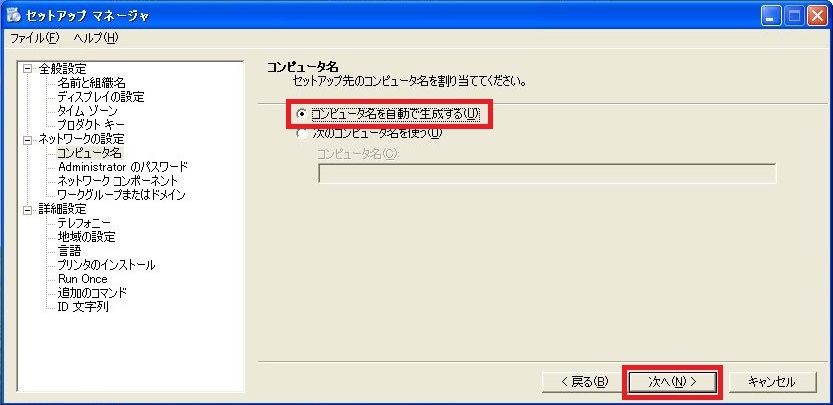 セットアップ マネージャ
ファイル(F) ヘルプ(H)
全般設定
名前と組織名
ディスプレイの設定
タイム ゾーン
プロダクト キー
ネットワークの設定
コンピュータ名
Administrator のパスワード
ネットワーク コンポーネント
ワークグループまたはドメイン
詳細設定
テレフォニー
地域の設定
言語
プリンタのインストール
Run Once
追加のコマンド
ID 文字列
コンピュータ名
セットアップ先のコンピュータ名を割り当ててください。
コンピュータ名を自動で生成する(U)
次のコンピュータ名を使う(U)
コンピュータ名(C):
< 戻る(B) 次へ(N) > キャンセル